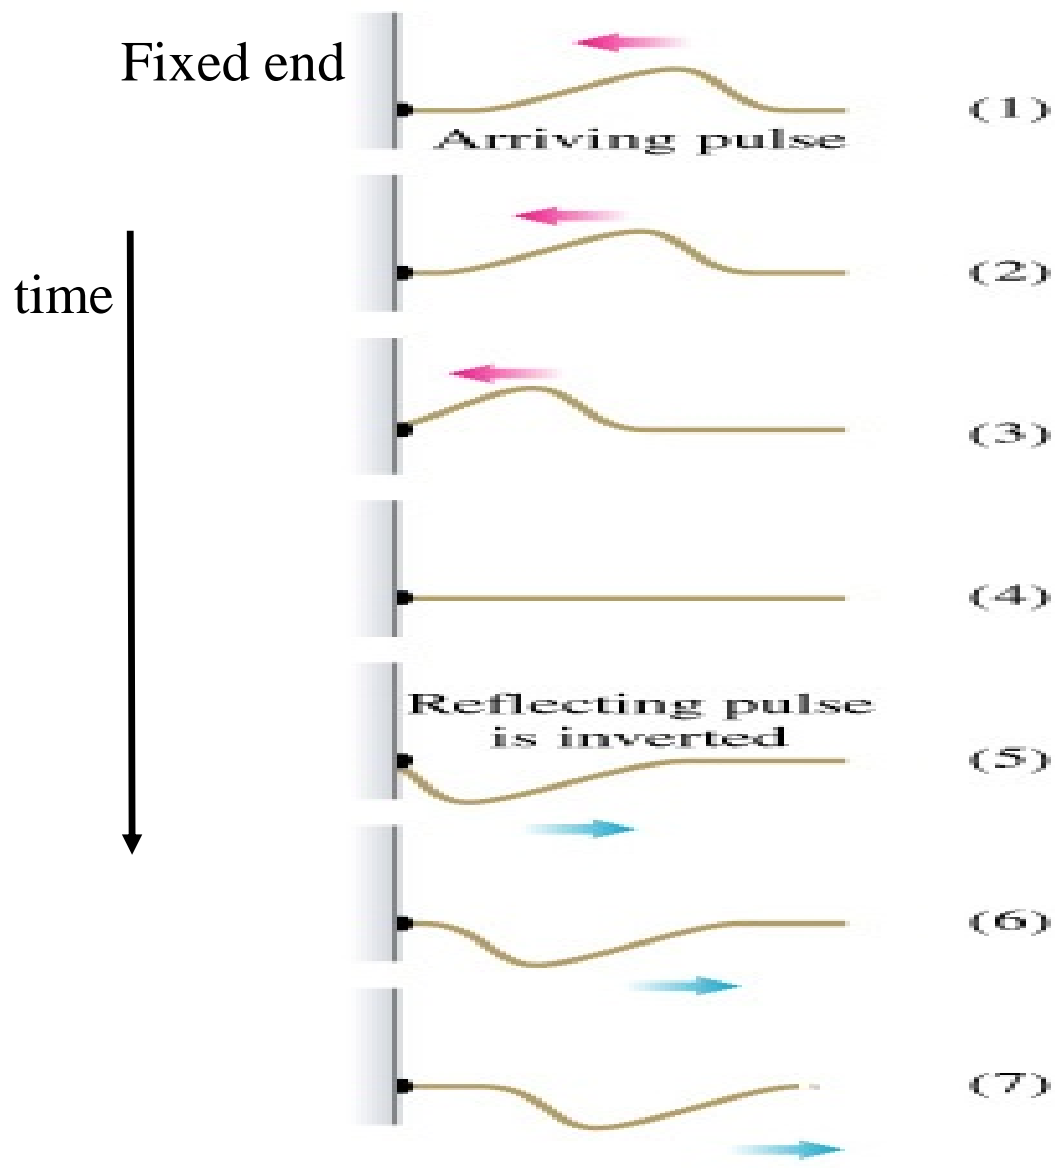 Fixed end
(1)
Arriving pulse
(2)
time
(3)
(4)
Reflecting pulse
is inverted
(5)
(6)
(7)